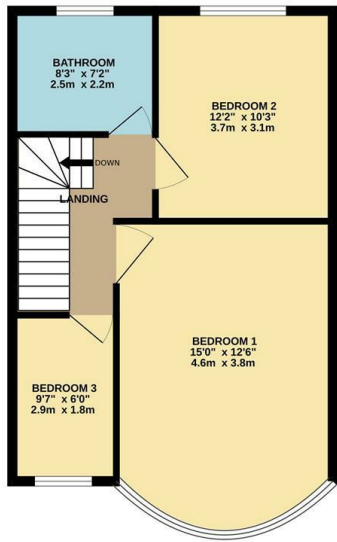 BATHROOM
8'3" x 7'2"
2.5m x 2.2m
BEDROOM 2
12'2" x 10'3"
3.7m x 3.1m
DOWN
LANDING
BEDROOM 1
15'0" x 12'6"
4.6m x 3.8m
BEDROOM 3
9'7" x 6'0"
2.9m x 1.8m